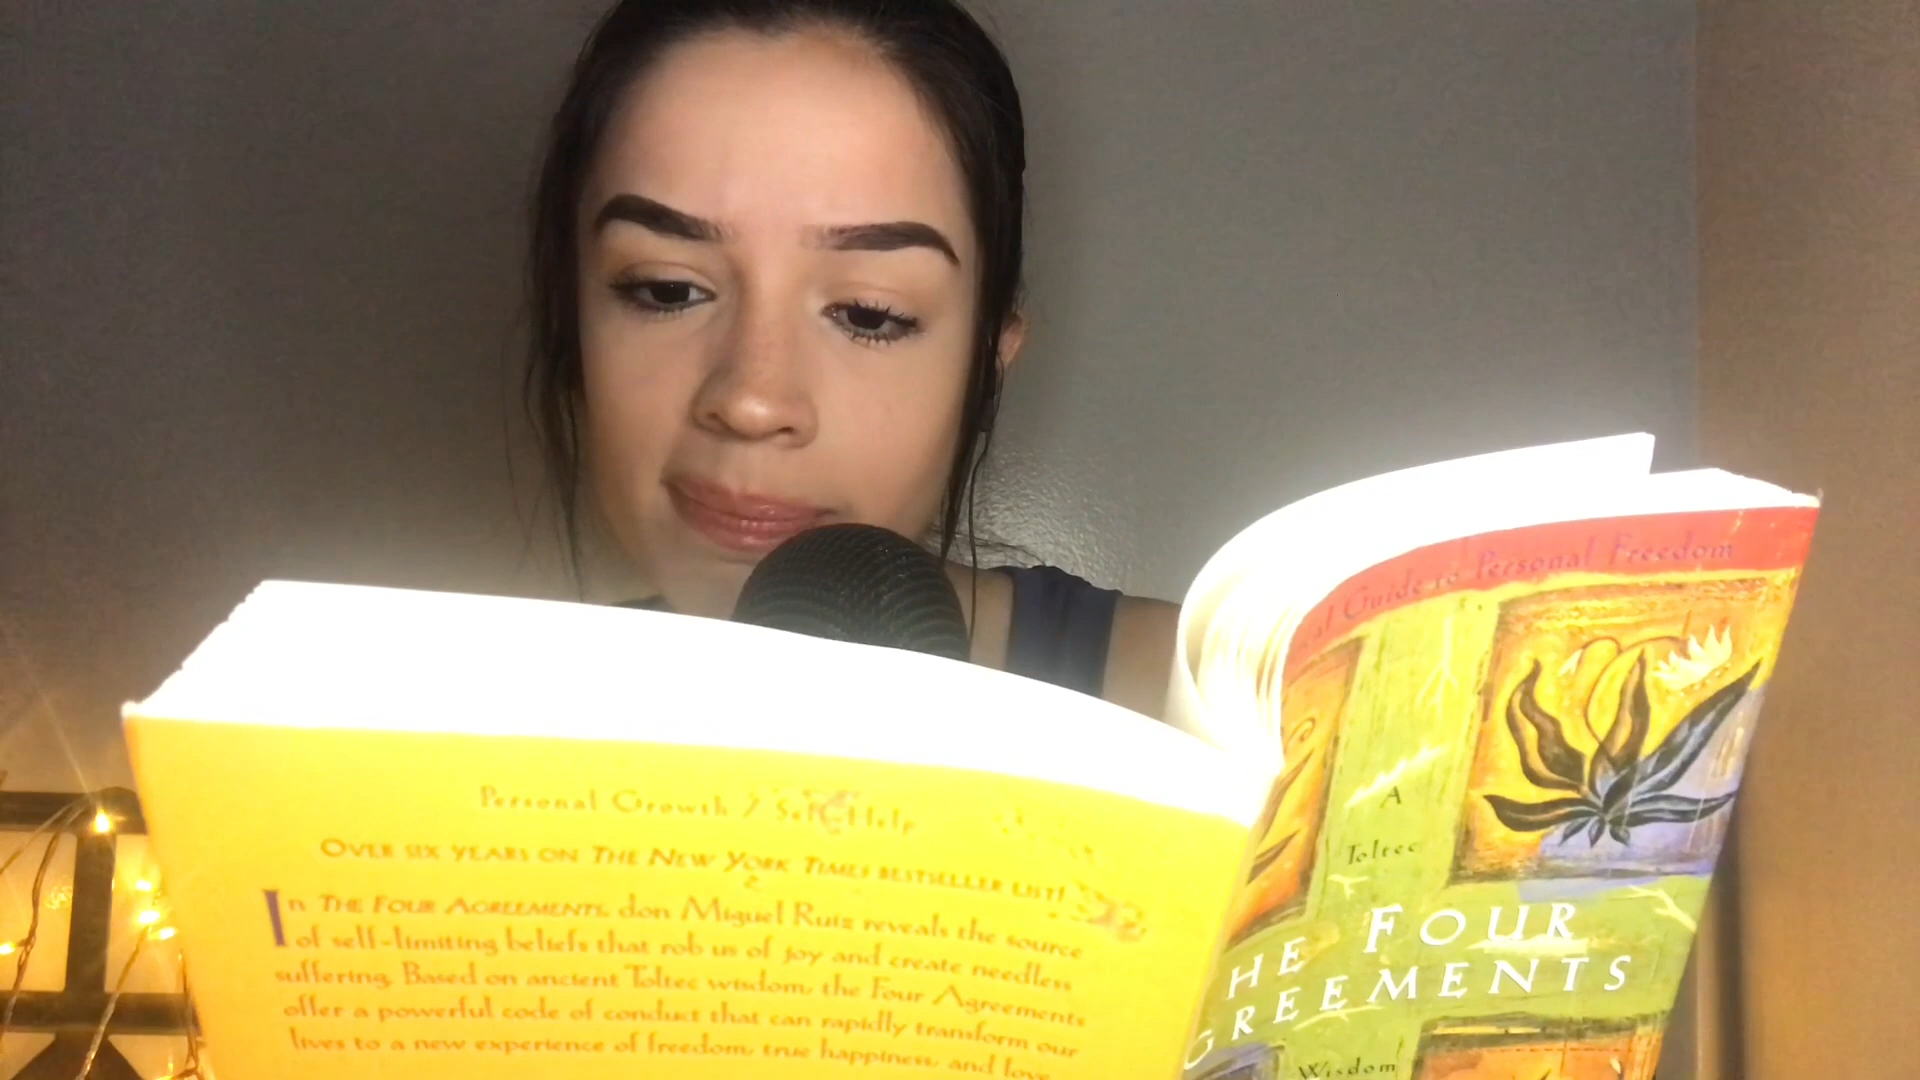 Personal Growth / Self-Help
OVER SIX YEARS ON THE NEW YORK TIMES BESTSELLER LIST!
In THE FOUR AGREEMENTS, don Miguel Ruiz reveals the source
of self-limiting beliefs that rob us of joy and create needless
suffering. Based on ancient Toltec wisdom, the Four Agreements
offer a powerful code of conduct that can rapidly transform our
lives to a new experience of freedom, true happiness, and love.
cal Guide to Personal Freedom
A
Toltec
HE FOUR
GREEMENTS
Wisdom